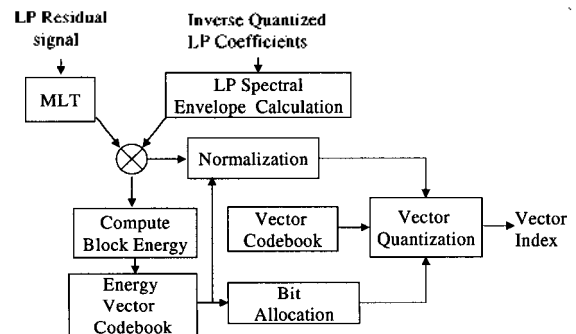 LP Residual
signal
Inverse Quantized
LP Coefficients
MLT
LP Spectral
Envelope Calculation
Normalization
Compute
Block Energy
Vector
Codebook
Vector
Quantization
Vector
Index
Energy
Vector
Codebook
Bit
Allocation